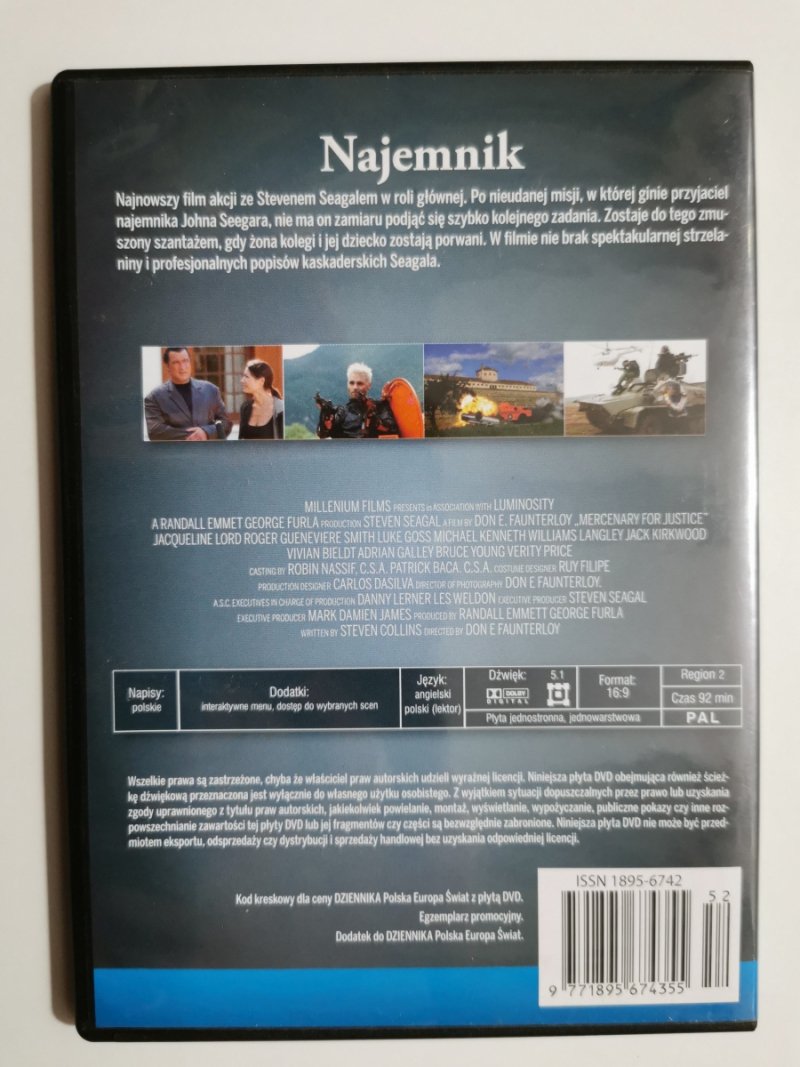 Najemnik
Najnowszy film akcji ze Stevenem Seagalem w roli głównej. Po nieudanej misji, w której ginie przyjaciel
najemnika Johna Seegara, nie ma on zamiaru podjąć się szybko kolejnego zadania. Zostaje do tego zmu-
szony szantażem, gdy żona kolegi i jej dziecko zostają porwani. W filmie nie brak spektakularnej strzela-
niny i profesjonalnych popisów kaskaderskich Seagala.
MILLENIUM FILMS PRESENTS in ASSOCIATION WITH LUMINOSITY
A RANDALL EMMET GEORGE FURLA PRODUCTION STEVEN SEAGAL A FILM BY DON E. FAUNTERLOY „MERCENARY FOR JUSTICE"
JACQUELINE LORD ROGER GUENEVIERE SMITH LUKE GOSS MICHAEL KENNETH WILLIAMS LANGLEY JACK KIRKWOOD
VIVIAN BIELDT ADRIAN GALLEY BRUCE YOUNG VERITY PRICE
CASTING BY ROBIN NASSIF, C.S.A. PATRICK BACA, C.S.A. COSTUME DESIGNER RUY FILIPE
PRODUCTION DESIGNER CARLOS DASILVA DIRECTOR OF PHOTOGRAPHY DON E FAUNTERLOY.
A.S.C. EXECUTIVES IN CHARGE OF PRODUCTION DANNY LERNER LES WELDON EXECUTIVE PRODUCER STEVEN SEAGAL
EXECUTIVE PRODUCER MARK DAMIEN JAMES PRODUCED BY RANDALL EMMETT GEORGE FURLA
WRITTEN BY STEVEN COLLINS DIRECTED BY DON E FAUNTERLOY
Napisy:
polskie
Dodatki:
interaktywne menu, dostęp do wybranych scen
Język:
angielski
polski (lektor)
Dźwięk: 5.1
DOLBY
DIGITAL
Płyta jednostronna, jednowarstwowa
Format:
16:9
Region 2
Czas 92 min
PAL
Wszelkie prawa są zastrzeżone, chyba że właściciel praw autorskich udzieli wyraźnej licencji. Niniejsza płyta DVD obejmująca również ścież-
kę dźwiękową przeznaczona jest wyłącznie do własnego użytku osobistego. Z wyjątkiem sytuacji dopuszczalnych przez prawo lub uzyskania
zgody uprawnionego z tytułu praw autorskich, jakiekolwiek powielanie, montaż, wyświetlanie, wypożyczanie, publiczne pokazy czy inne roz-
powszechnianie zawartości tej płyty DVD lub jej fragmentów czy części są bezwzględnie zabronione. Niniejsza płyta DVD nie może być przed-
miotem eksportu, odsprzedaży czy dystrybucji i sprzedaży handlowej bez uzyskania odpowiedniej licencji.
Kod kreskowy dla ceny DZIENNIKA Polska Europa Świat z płytą DVD.
Egzemplarz promocyjny.
Dodatek do DZIENNIKA Polska Europa Świat.
ISSN 1895-6742
52
9 771895 674355